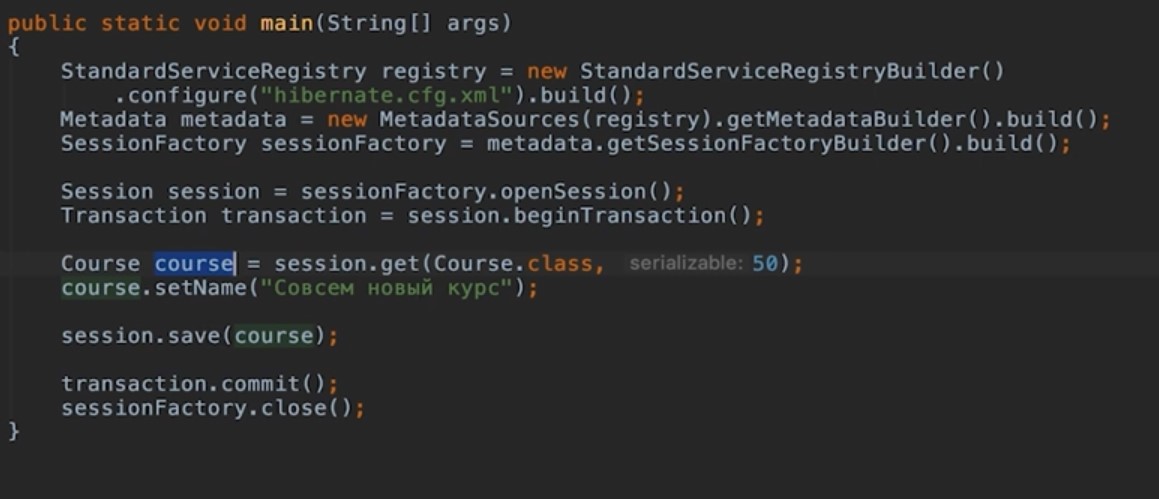 public static void main(String[] args)
{
StandardServiceRegistry registry = new StandardServiceRegistryBuilder()
.configure("hibernate.cfg.xml").build();
Metadata metadata = new MetadataSources(registry).getMetadataBuilder().build();
SessionFactory sessionFactory = metadata.getSessionFactoryBuilder().build();
Session session = sessionFactory.openSession();
Transaction transaction = session.beginTransaction();
Course course = session.get(Course.class, serializable: 50);
course.setName("Совсем новый курс");
session.save(course);
transaction.commit();
sessionFactory.close();
}